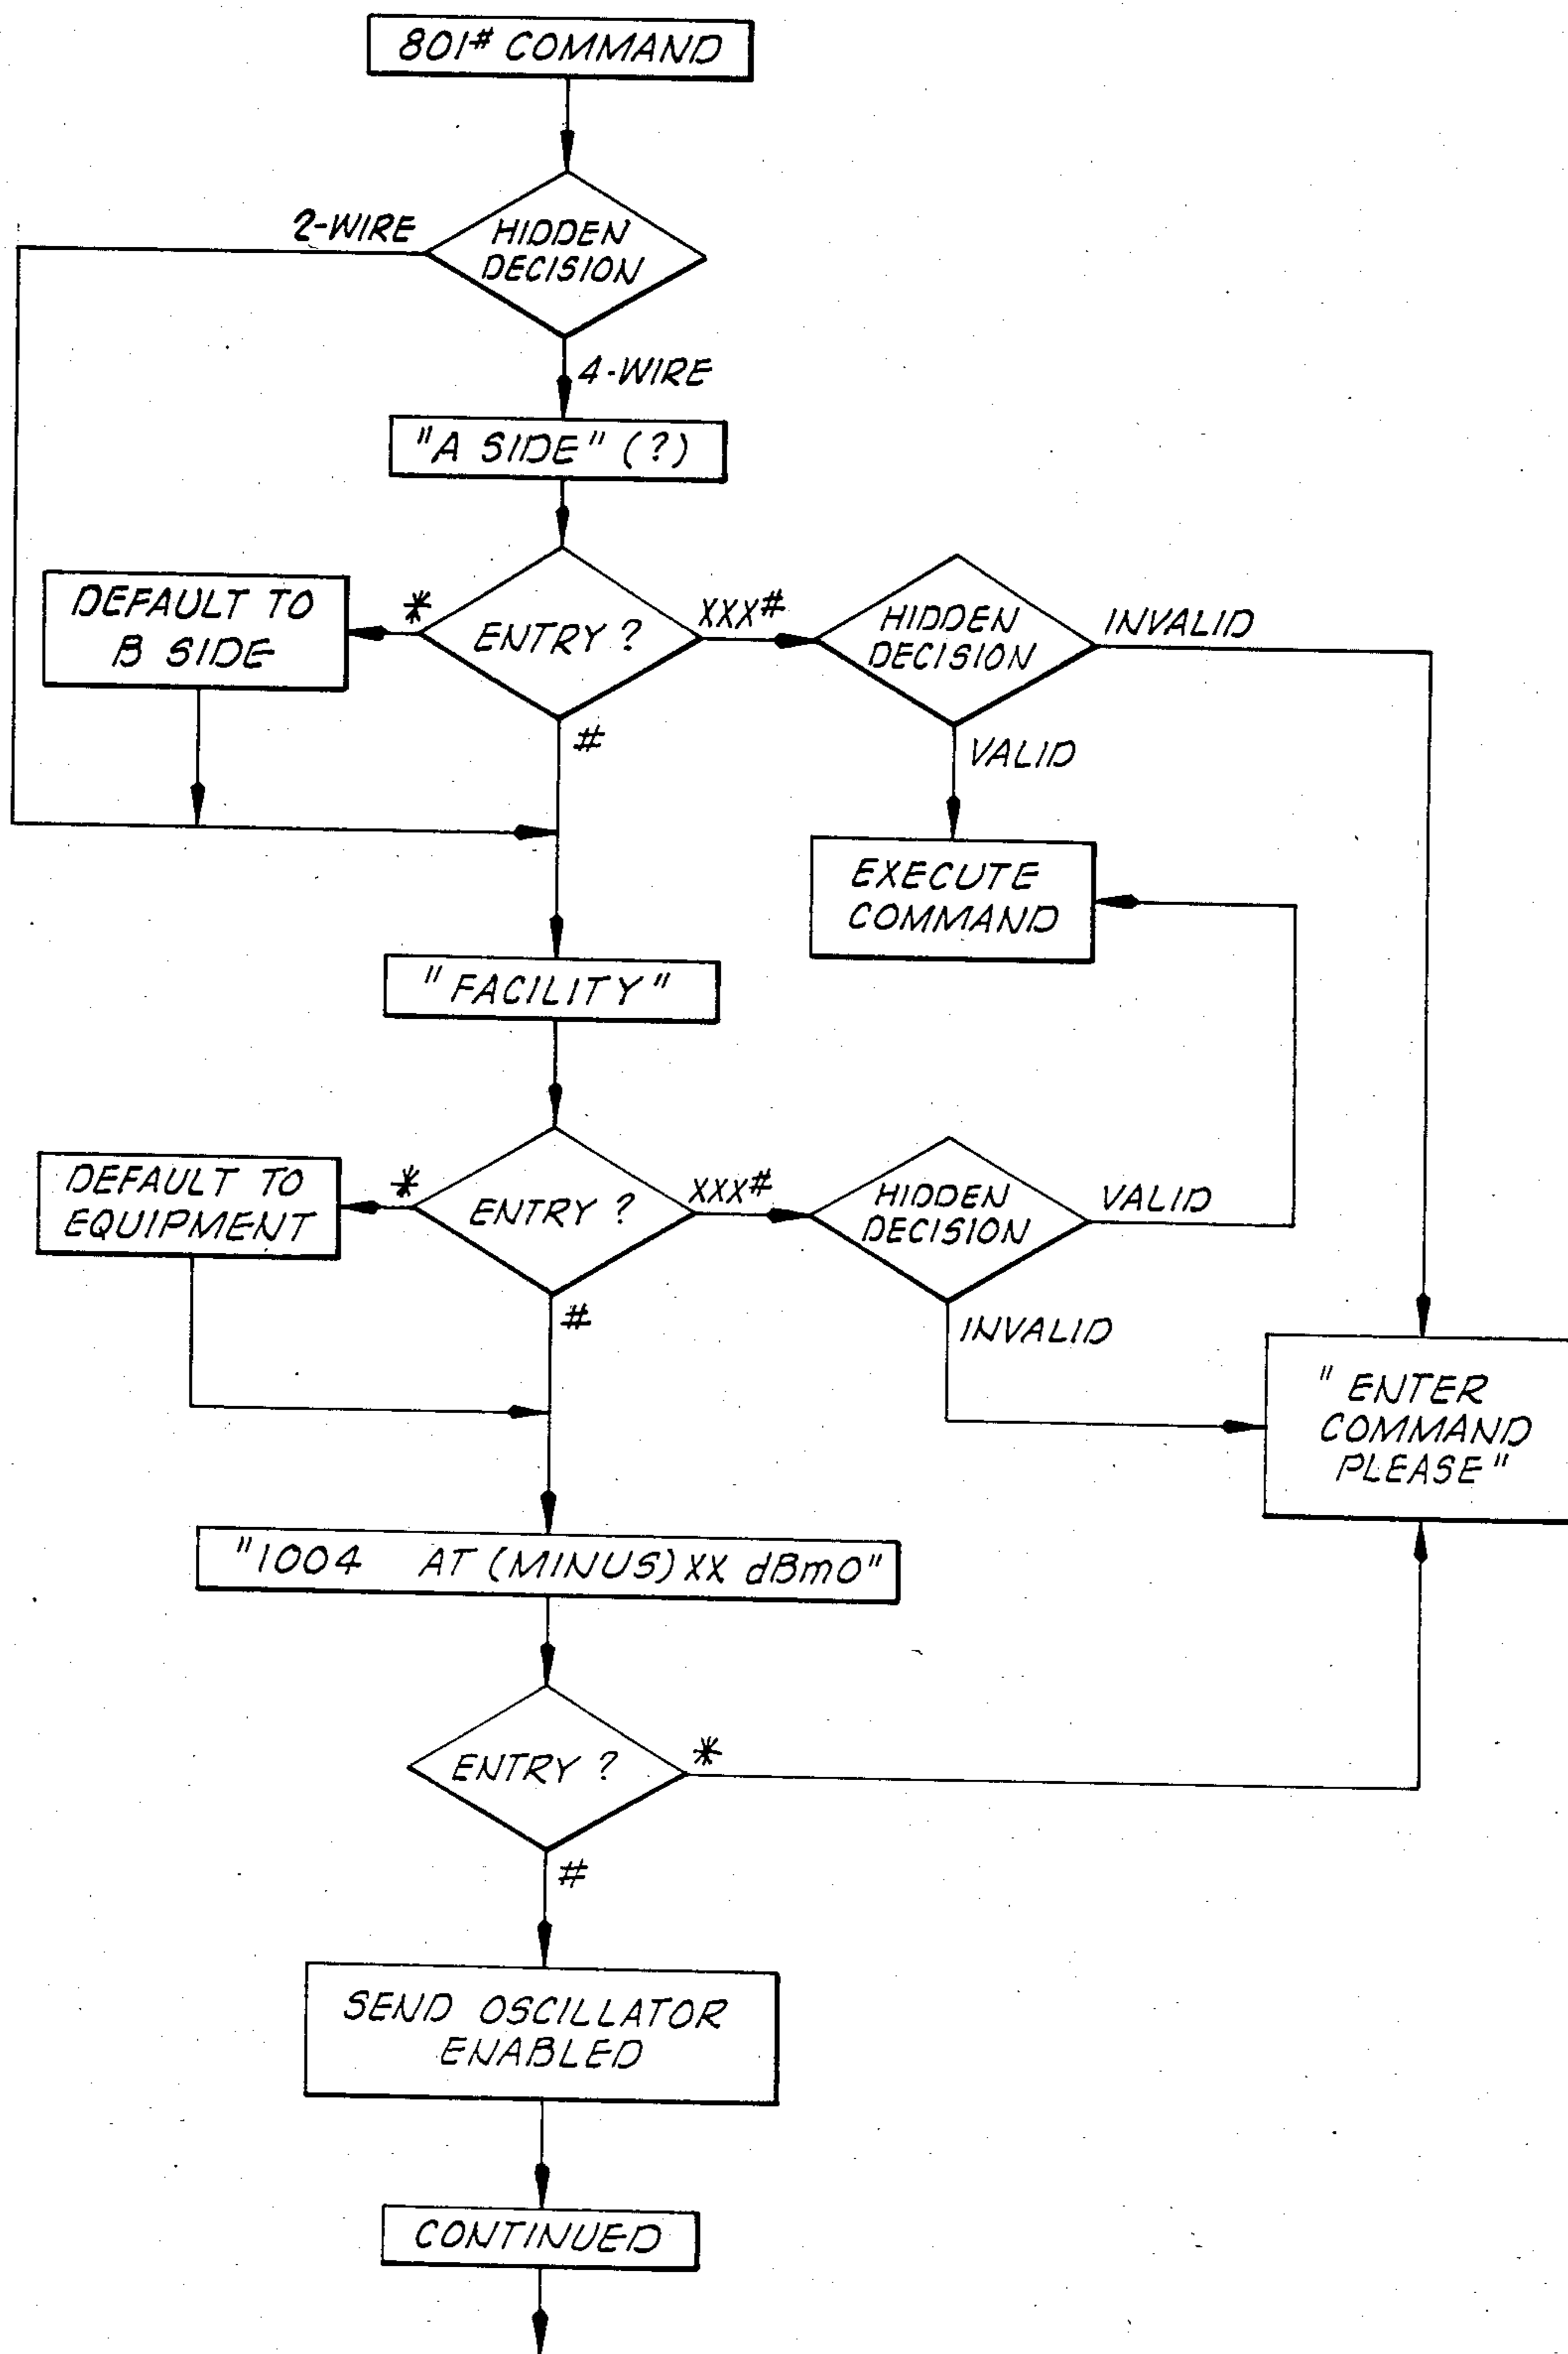 801# COMMAND
2-WIRE
HIDDEN
DECISION
4-WIRE
"A SIDE" (?)
DEFAULT TO
B SIDE
*
ENTRY ?
XXX#
HIDDEN
DECISION
INVALID
#
VALID
EXECUTE
COMMAND
"FACILITY"
DEFAULT TO
EQUIPMENT
*
ENTRY ?
XXX#
HIDDEN
DECISION
VALID
#
INVALID
"ENTER
COMMAND
PLEASE"
"1004 AT (MINUS) XX dBmO"
ENTRY ?
*
#
SEND OSCILLATOR
ENABLED
CONTINUED